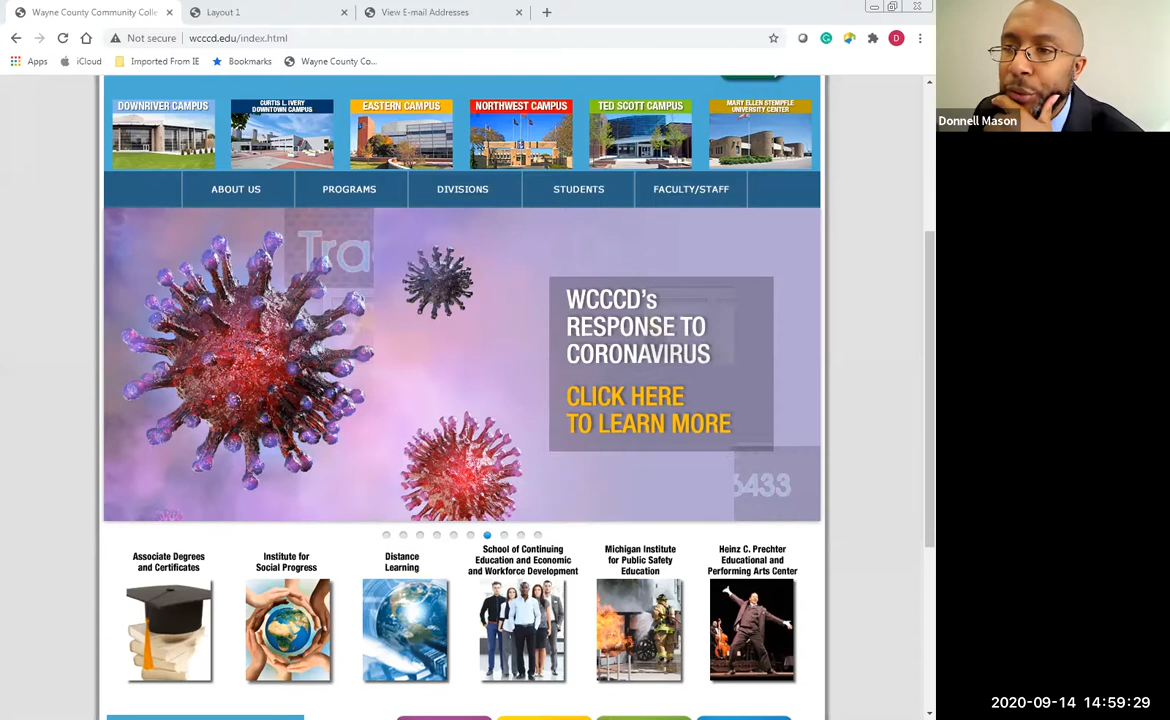 Wayne County Community Colle
Layout 1
View E-mail Addresses
Not secure
wcccd.edu/index.html
D
Apps
iCloud
Imported From IE
Bookmarks
Wayne County Co...
DOWNRIVER CAMPUS
CURTIS L. IVERY
DOWNTOWN CAMPUS
EASTERN CAMPUS
NORTHWEST CAMPUS
TED SCOTT CAMPUS
MARY ELLEN STEMPFLE
UNIVERSITY CENTER
ABOUT US
PROGRAMS
DIVISIONS
STUDENTS
FACULTY/STAFF
Tra
WCCCD's
RESPONSE TO
CORONAVIRUS
CLICK HERE
TO LEARN MORE
6433
Associate Degrees
and Certificates
Institute for
Social Progress
Distance
Learning
School of Continuing
Education and Economic
and Workforce Development
Michigan Institute
for Public Safety
Education
Heinz C. Prechter
Educational and
Performing Arts Center
Donnell Mason
2020-09-14 14:59:29